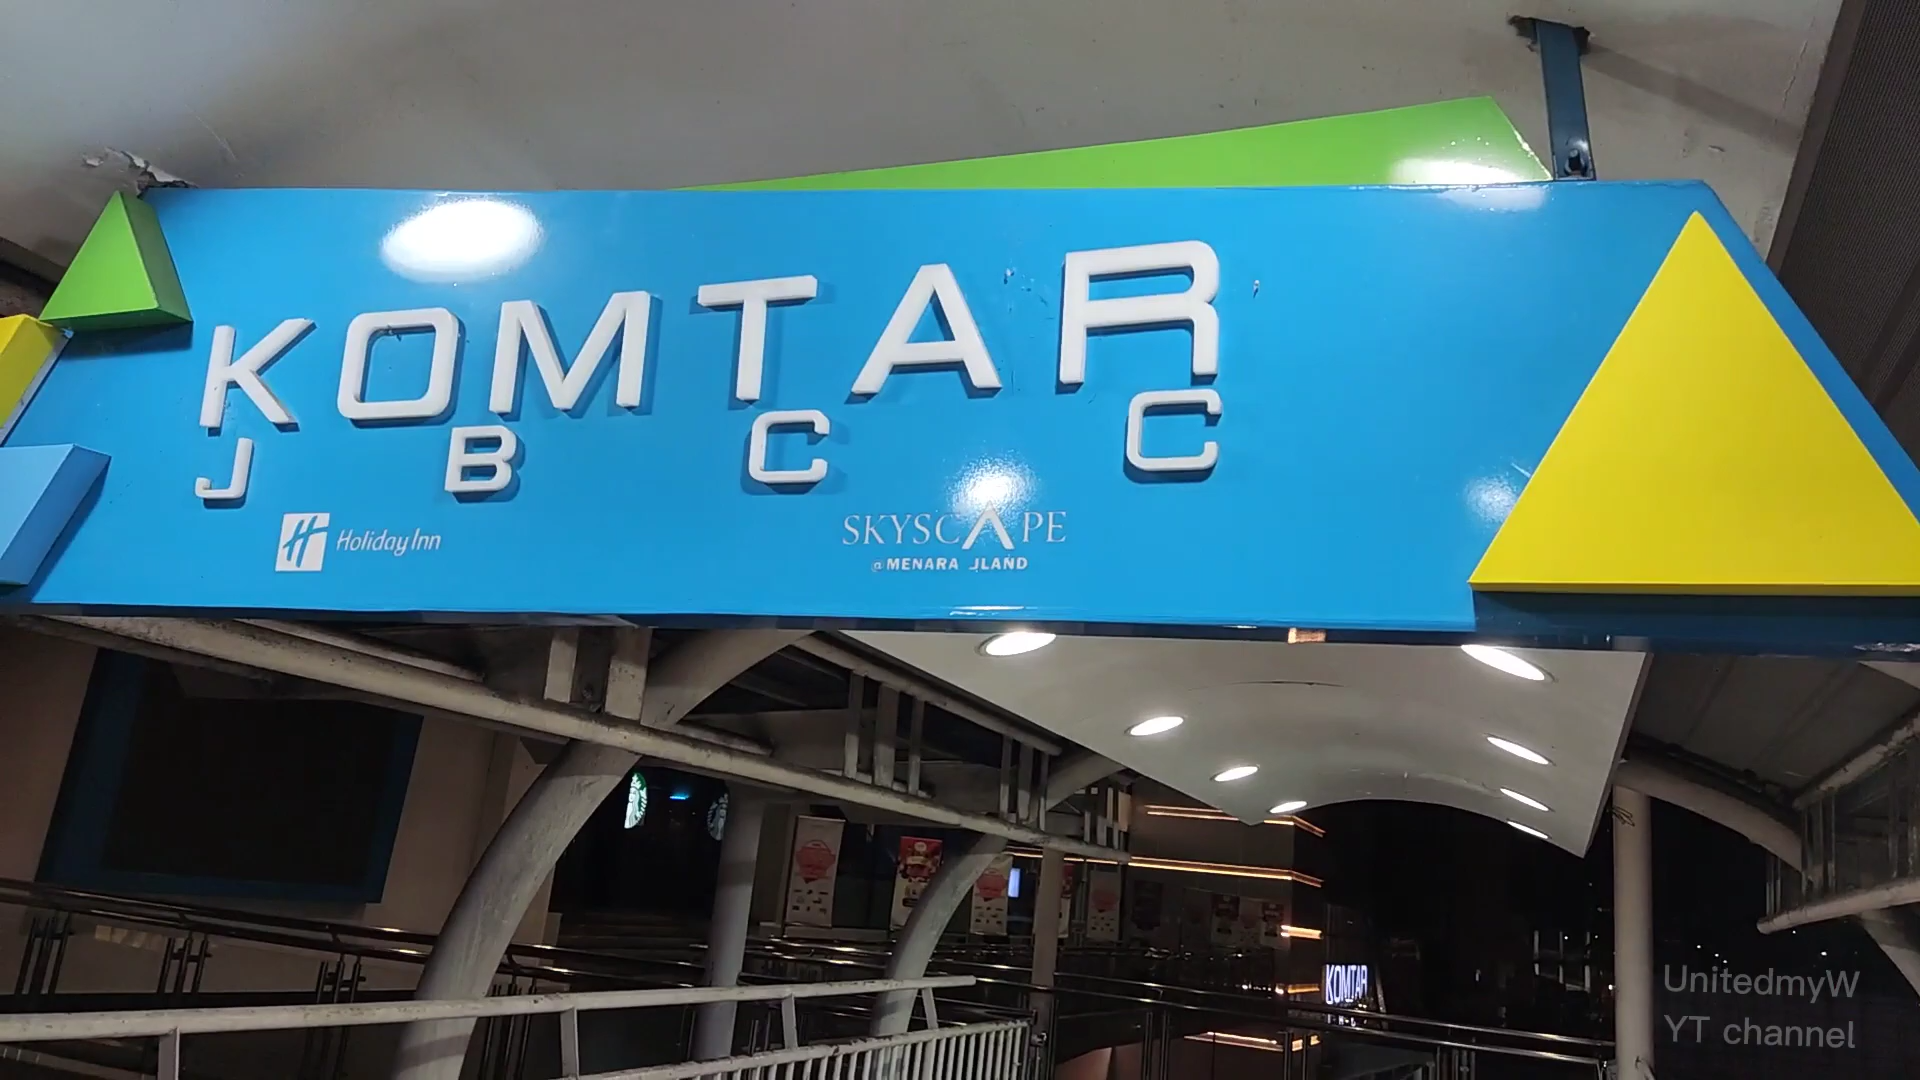 KOMTAR
J B C C
Holiday Inn
SKYSCAPE
@ MENARA JLAND
KOMTAR
UnitedmyW
YT channel